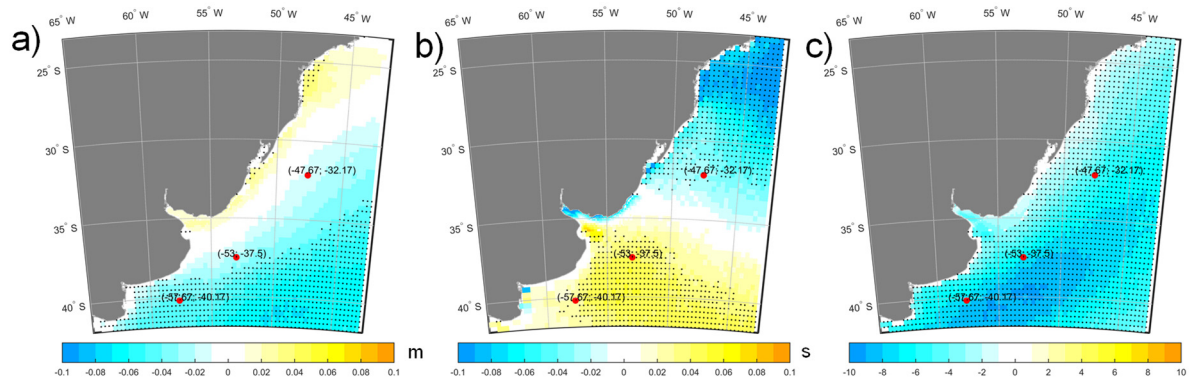 a)
65° W
60° W
55° W
50° W
45° W
25° S
30° S
35° S
40° S
(-47.67; -32.17)
(-53; -37.5)
(-57.67; -40.17)
-0.1 -0.08 -0.06 -0.04 -0.02 0 0.02 0.04 0.06 0.08 0.1 m
b)
65° W
60° W
55° W
50° W
45° W
25° S
30° S
35° S
40° S
(-47.67; -32.17)
(-53; -37.5)
(-57.67; -40.17)
-0.1 -0.08 -0.06 -0.04 -0.02 0 0.02 0.04 0.06 0.08 0.1 s
c)
65° W
60° W
55° W
50° W
45° W
25° S
30° S
35° S
40° S
(-47.67; -32.17)
(-53; -37.5)
(-57.67; -40.17)
-10 -8 -6 -4 -2 0 2 4 6 8 10